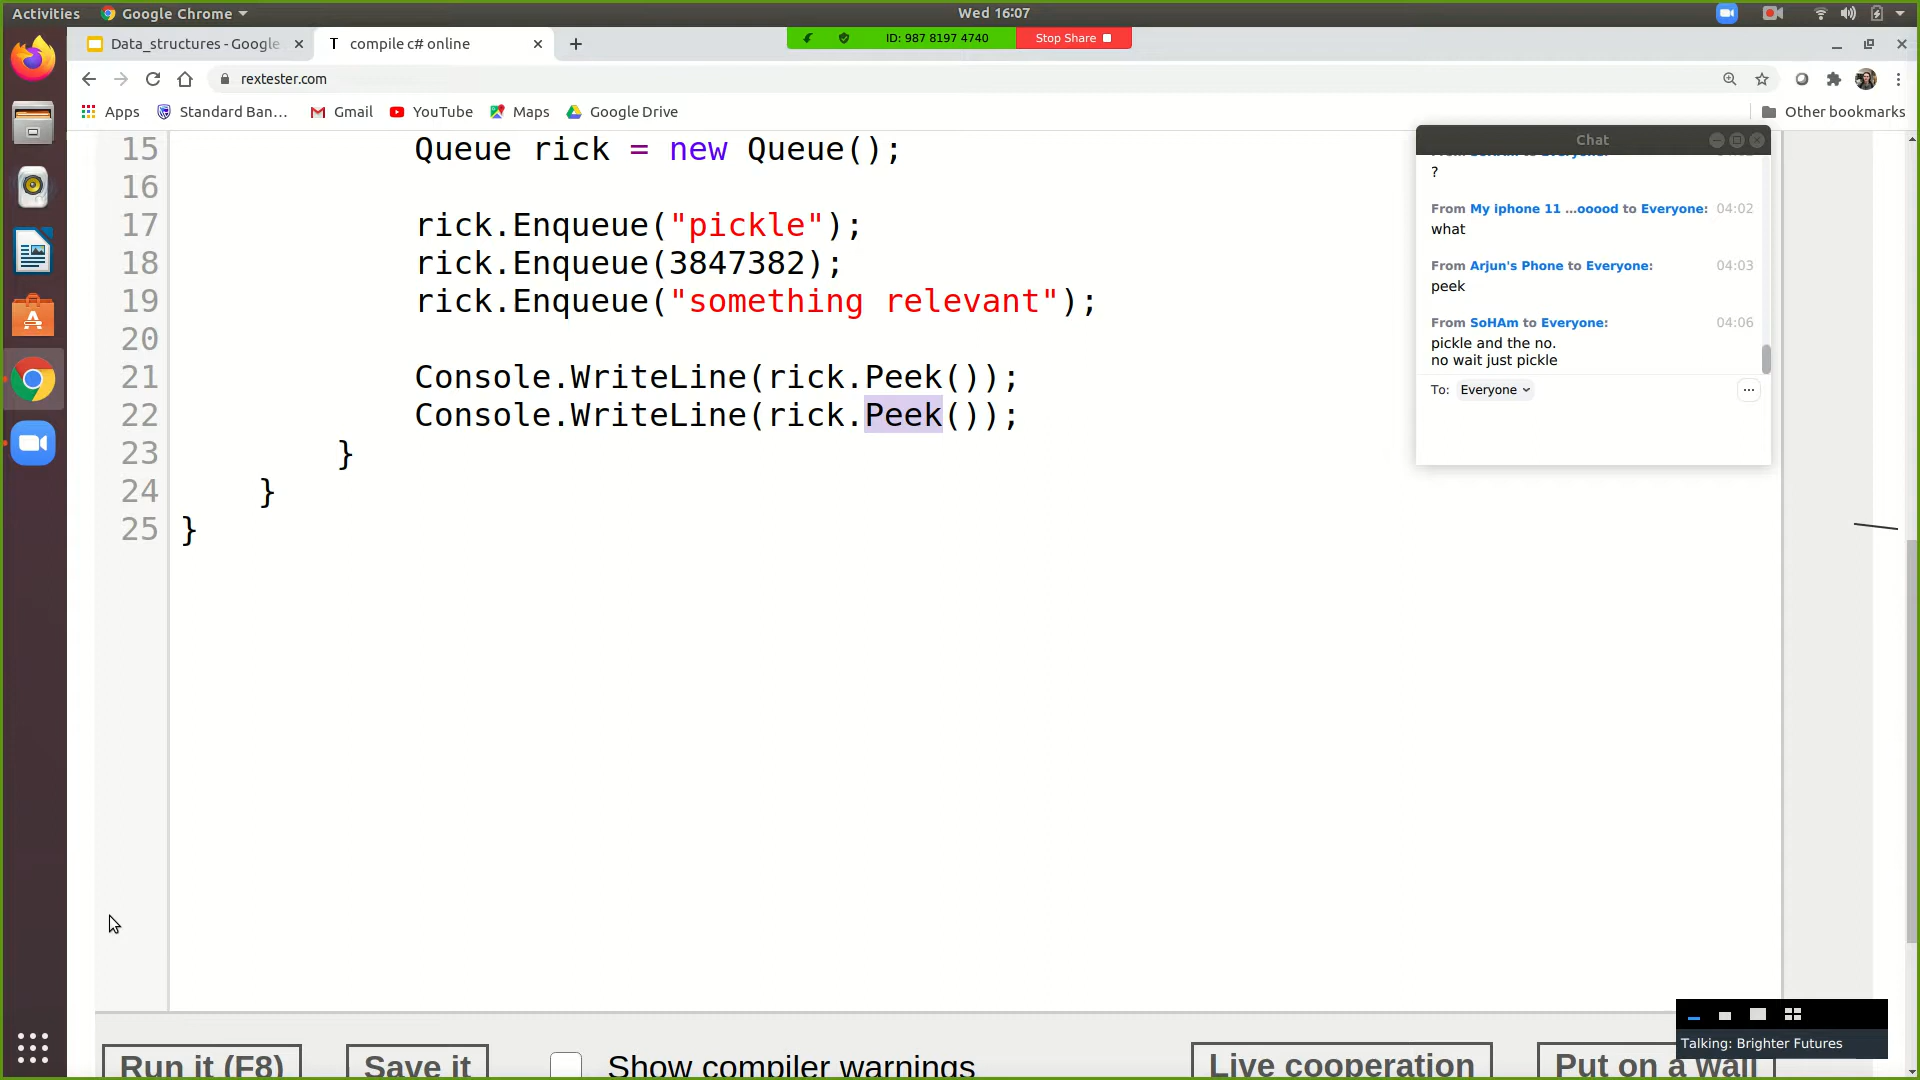 Activities
Google Chrome
Wed 16:07
Data_structures - Google
T compile c# online
ID: 987 8197 4740
Stop Share
rextester.com
Apps
Standard Ban...
Gmail
YouTube
Maps
Google Drive
Other bookmarks
15 Queue rick = new Queue();
16
17 rick.Enqueue("pickle");
18 rick.Enqueue(3847382);
19 rick.Enqueue("something relevant");
20
21 Console.WriteLine(rick.Peek());
22 Console.WriteLine(rick.Peek());
23 }
24 }
25 }
Chat
?
From My iphone 11 ...ooood to Everyone: 04:02
what
From Arjun's Phone to Everyone: 04:03
peek
From SoHAm to Everyone: 04:06
pickle and the no.
no wait just pickle
To: Everyone
...
Talking: Brighter Futures
Run it (F8)
Save it
Show compiler warnings
Live cooperation
Put on a wall